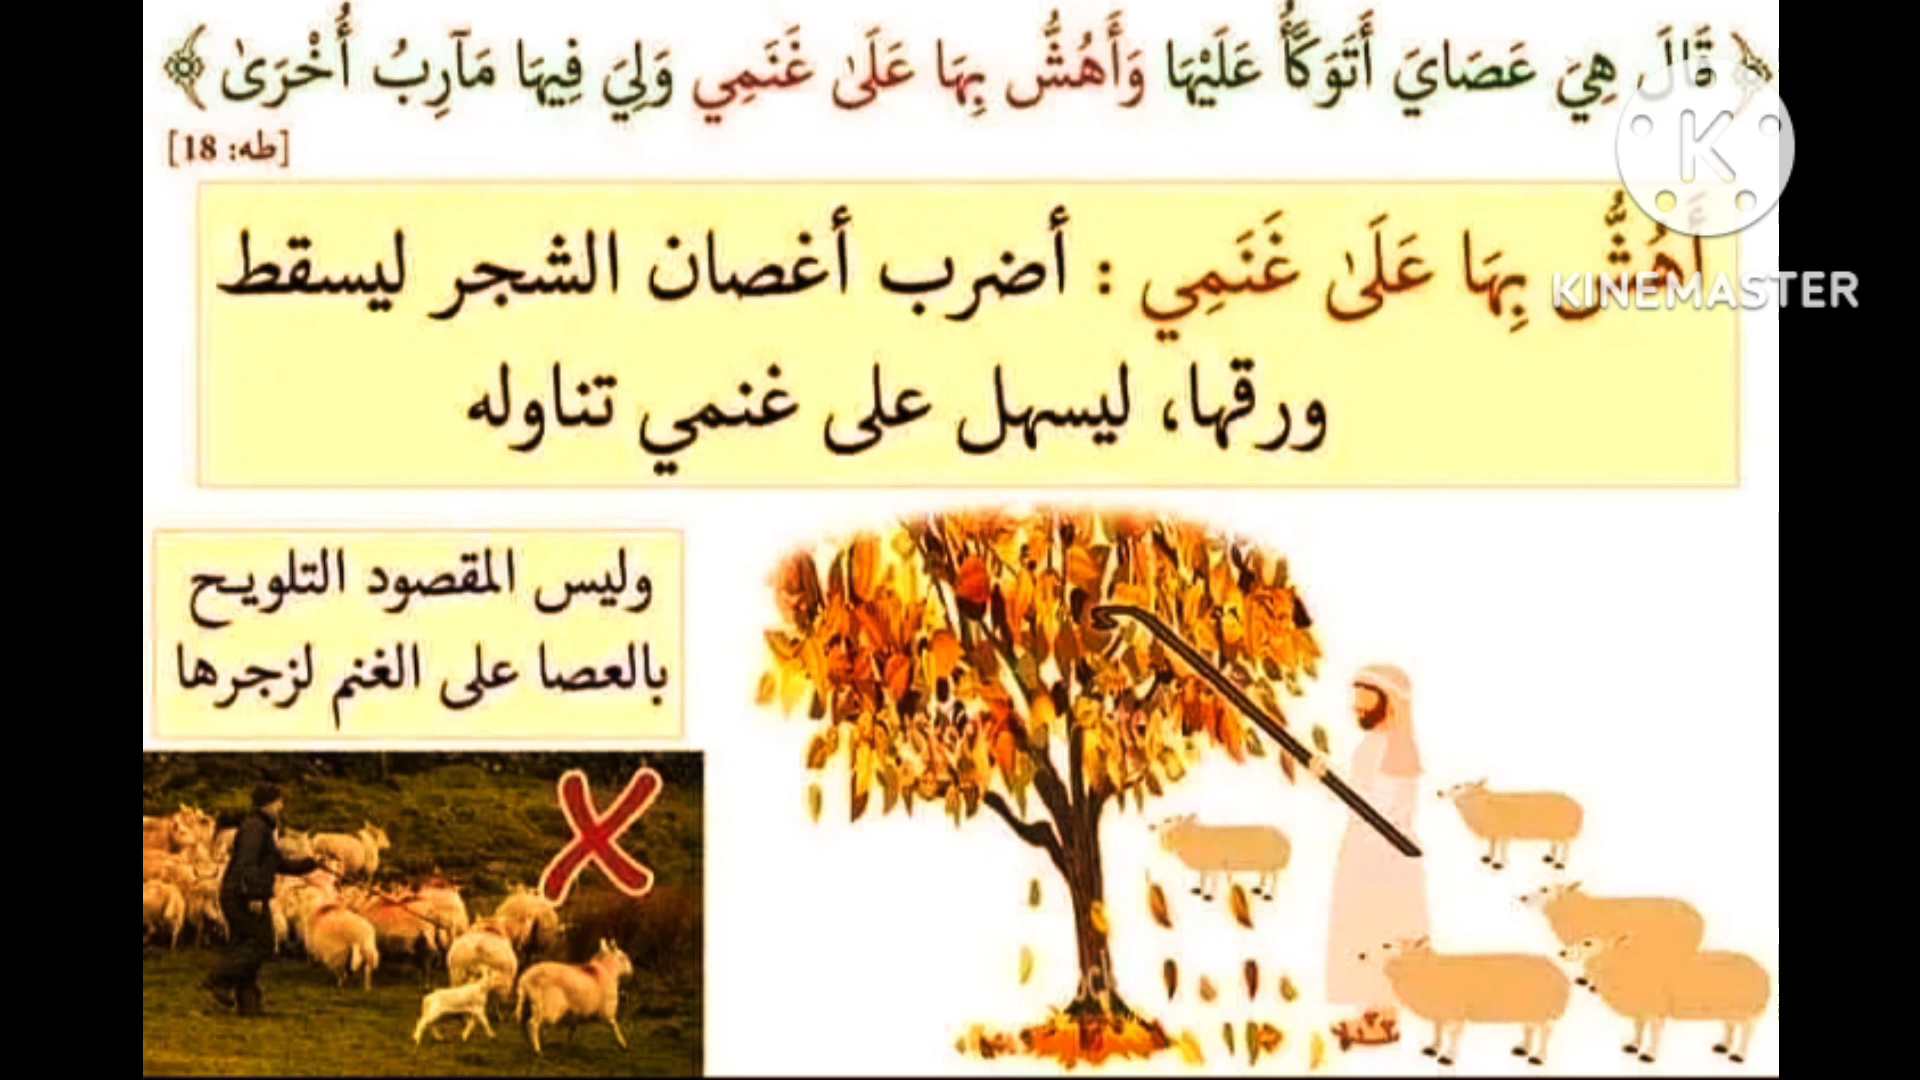 ﴿قَالَ هِيَ عَصَايَ أَتَوَكَّأُ عَلَيْهَا وَأَهُشُّ بِهَا عَلَىٰ غَنَمِي وَلِيَ فِيهَا مَآرِبُ أُخْرَىٰ﴾
[طه: 18]
أَهُشُّ بِهَا عَلَىٰ غَنَمِي : أضرب أغصان الشجر ليسقط
ورقها، ليسهل على غنمي تناوله
وليس المقصود التلويح
بالعصا على الغنم لزجرها
K
KINEMASTER